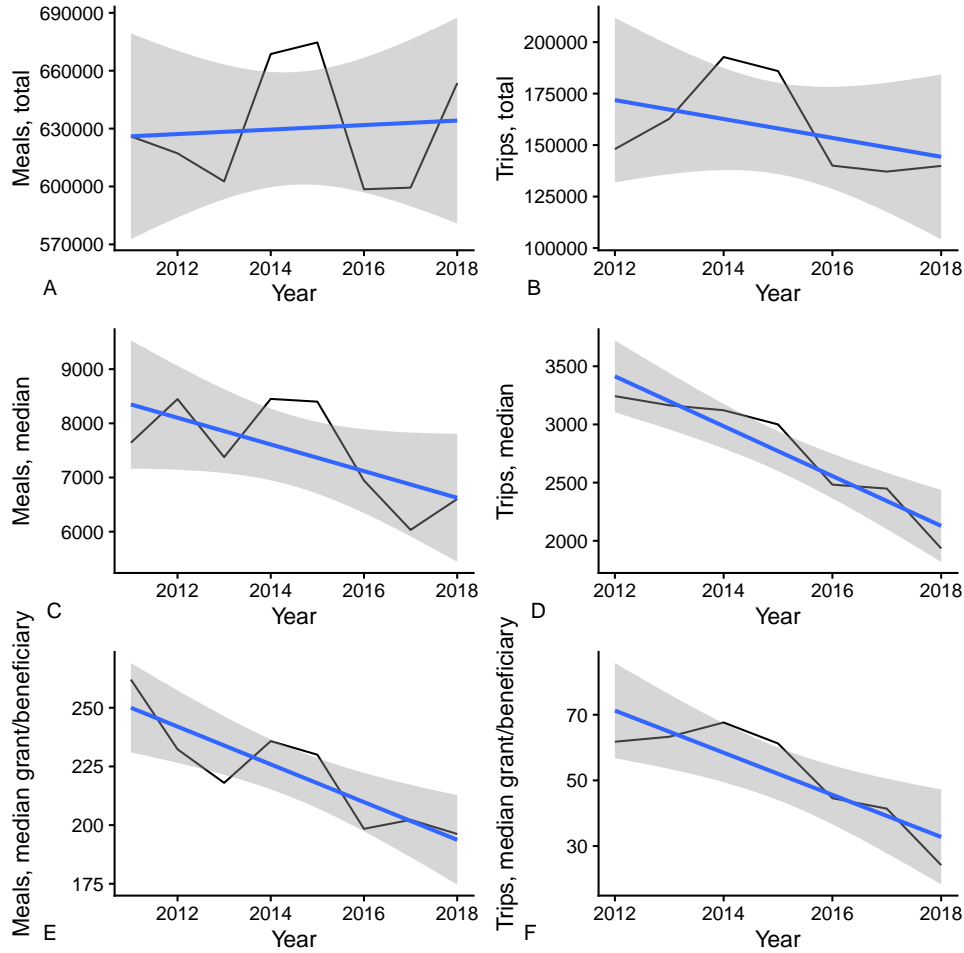 Meals, total
690000
660000
630000
600000
570000
2012 2014 2016 2018
Year
A
Trips, total
200000
175000
150000
125000
100000
2012 2014 2016 2018
Year
B
Meals, median
9000
8000
7000
6000
2012 2014 2016 2018
Year
C
Trips, median
3500
3000
2500
2000
2012 2014 2016 2018
Year
D
Meals, median grant/beneficiary
250
225
200
175
2012 2014 2016 2018
Year
E
Trips, median grant/beneficiary
70
50
30
2012 2014 2016 2018
Year
F